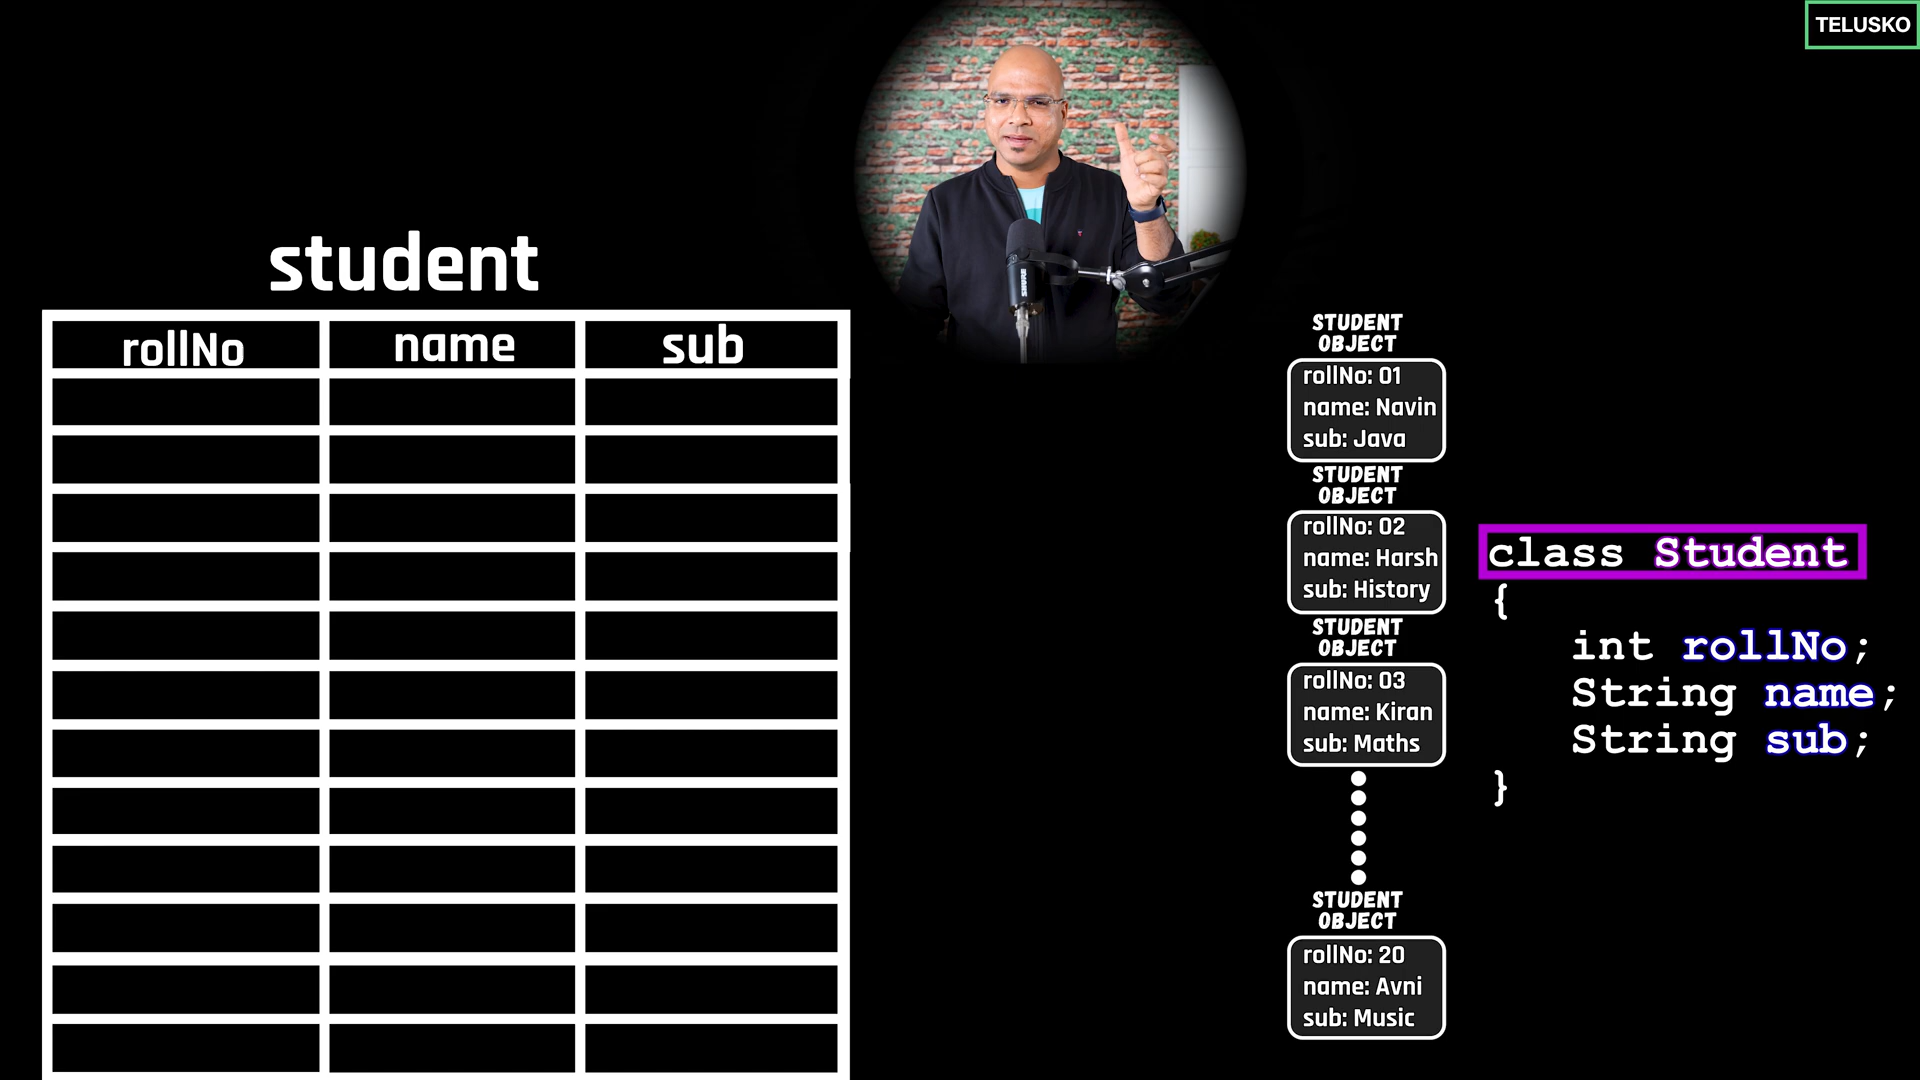 TELUSKO
student
rollNo name sub
STUDENT
OBJECT
rollNo: 01
name: Navin
sub: Java
STUDENT
OBJECT
rollNo: 02
name: Harsh
sub: History
STUDENT
OBJECT
rollNo: 03
name: Kiran
sub: Maths
STUDENT
OBJECT
rollNo: 20
name: Avni
sub: Music
class Student
{
int rollNo;
String name;
String sub;
}
SHURE